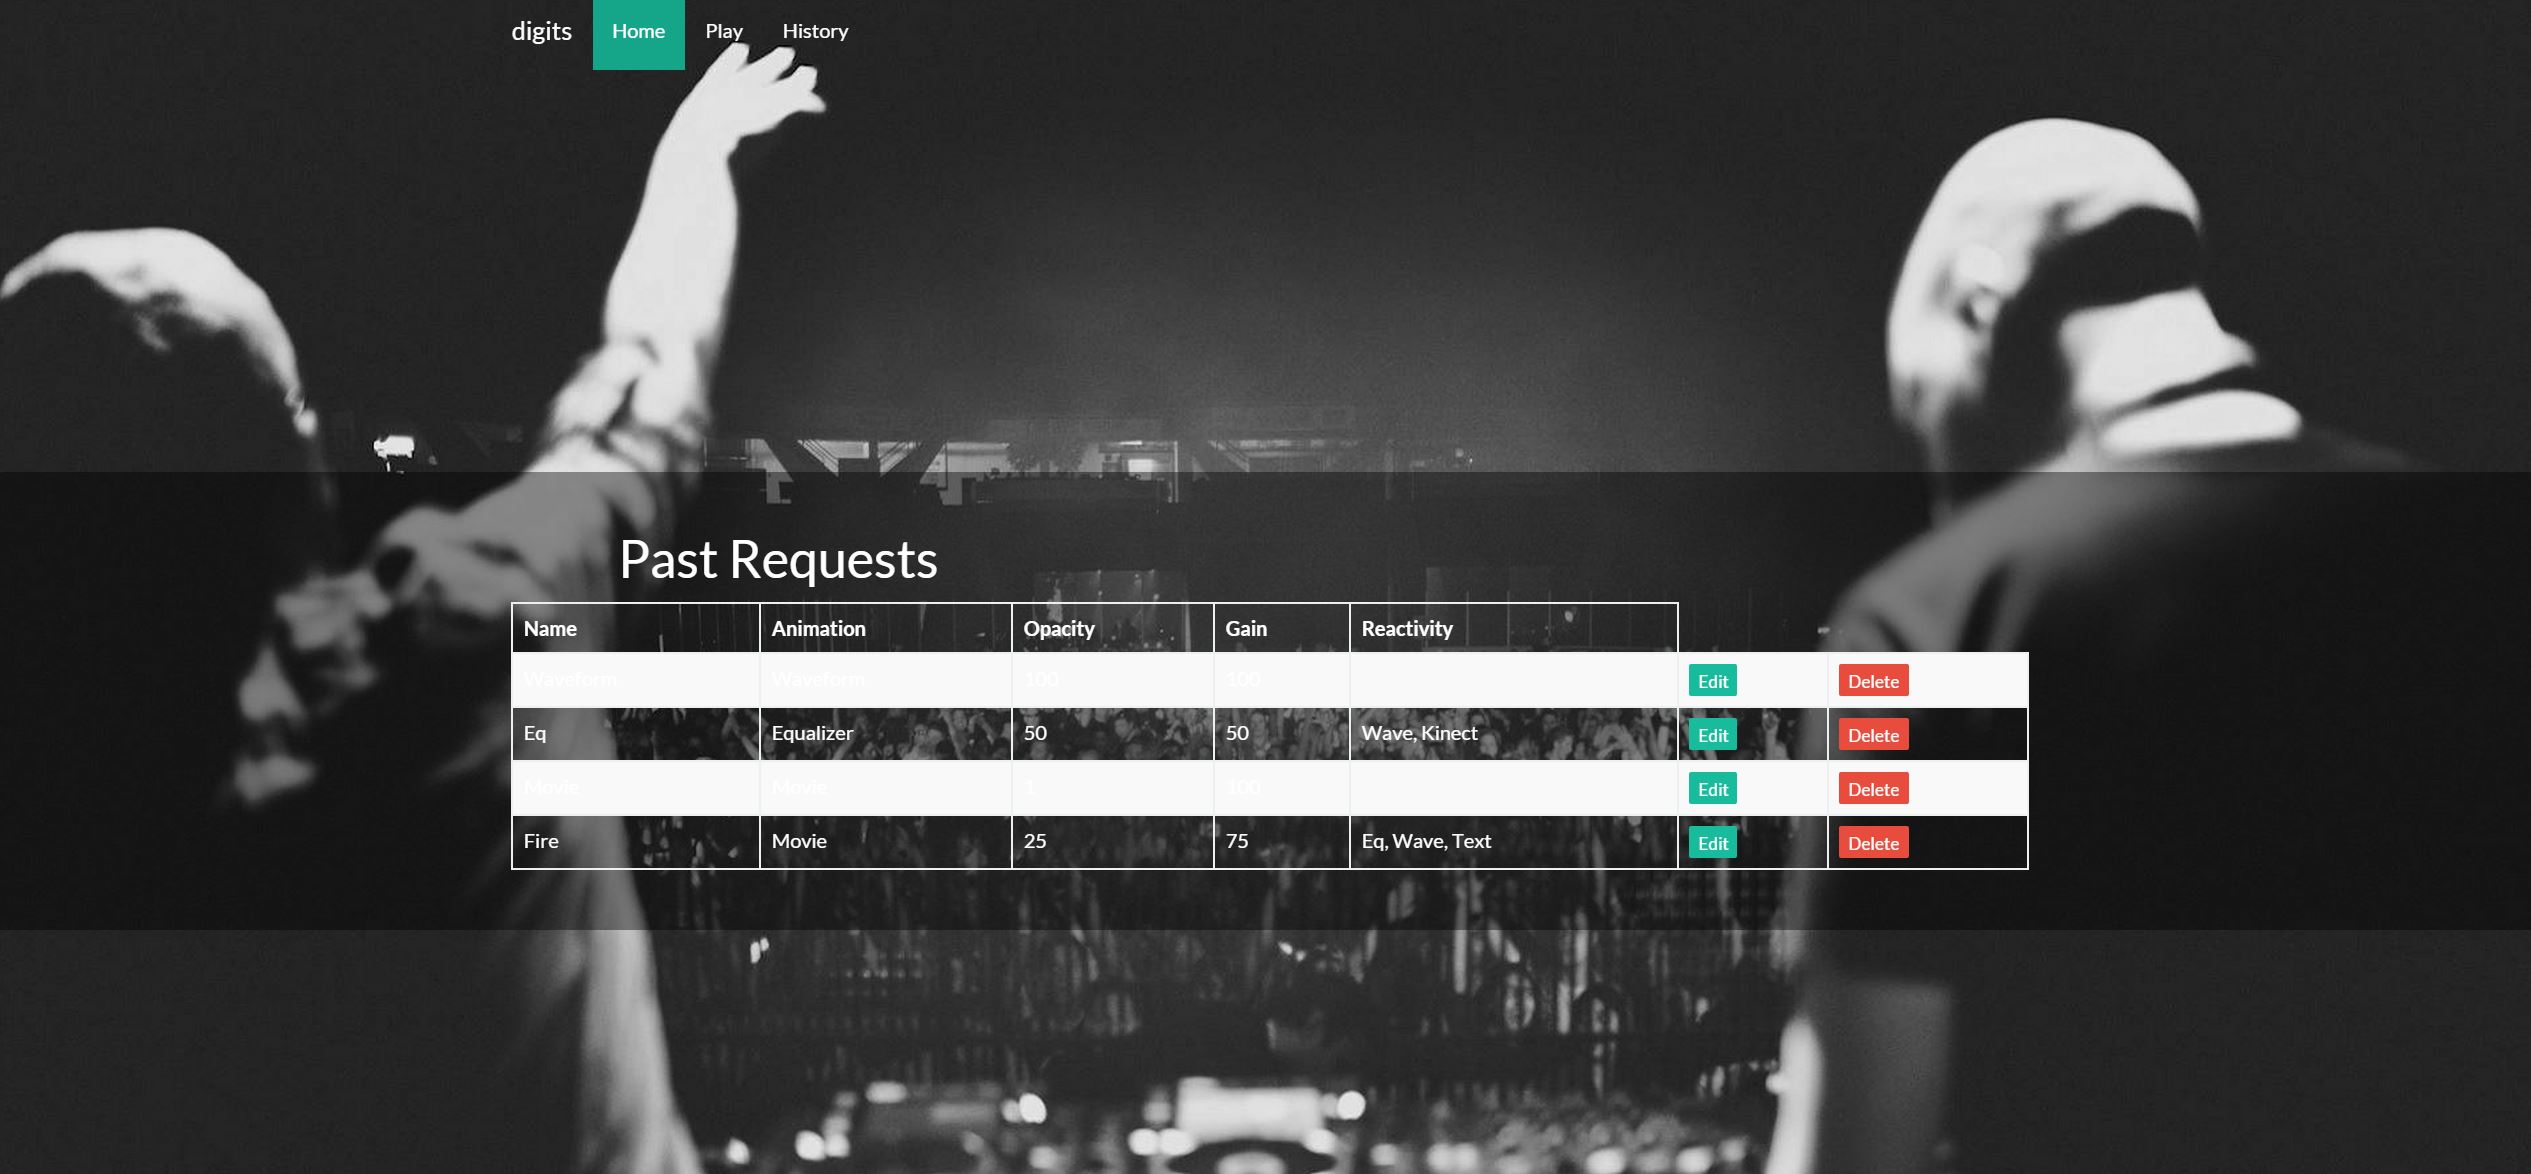 digits Home Play History
Past Requests
Name Animation Opacity Gain Reactivity
Waveform Waveform 100 100 Edit Delete
Eq Equalizer 50 50 Wave, Kinect Edit Delete
Movie Movie 1 100 Edit Delete
Fire Movie 25 75 Eq, Wave, Text Edit Delete